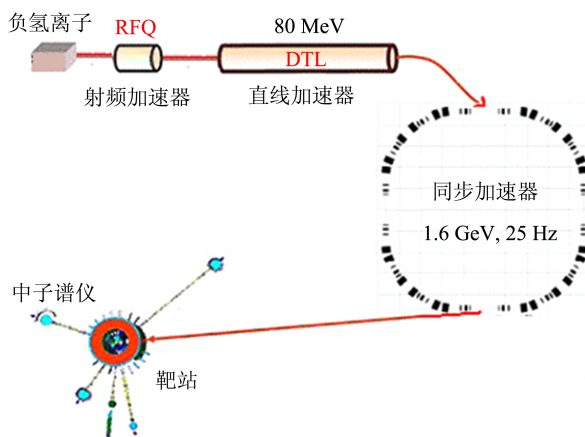 负氢离子
RFQ
80 MeV
DTL
射频加速器
直线加速器
同步加速器
1.6 GeV, 25 Hz
中子谱仪
靶站